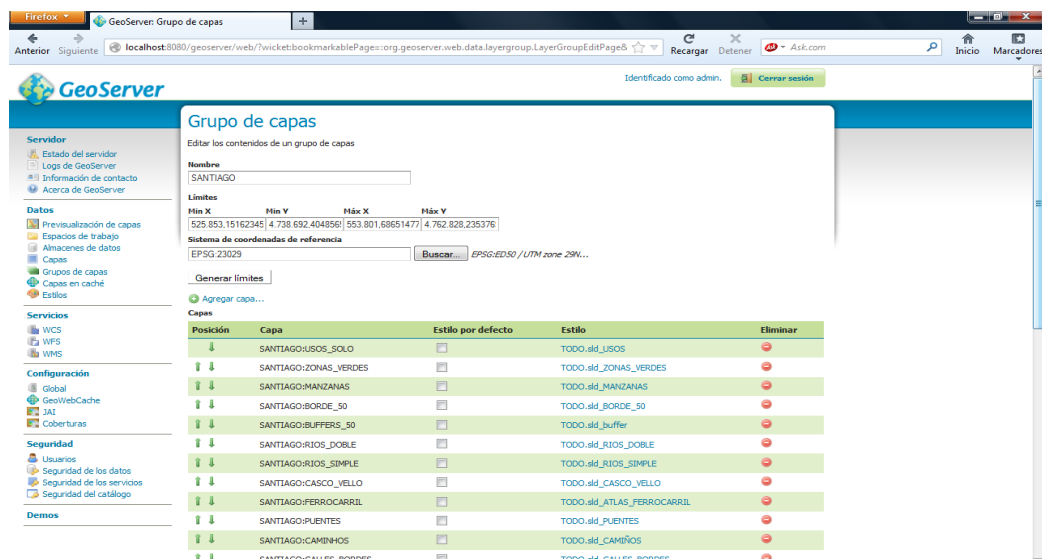 Firefox
GeoServer: Grupo de capas
Anterior Siguiente localhost:8080/geoserver/web/?wicket:bookmarkablePage=:org.geoserver.web.data.layergroup.LayerGroupEditPage& Recargar Detener Ask Ask.com Inicio Marcadores
GeoServer
Identificado como admin. Cerrar sesión
Servidor
Estado del servidor
Logs de GeoServer
Información de contacto
Acerca de GeoServer
Datos
Previsualización de capas
Espacios de trabajo
Almacenes de datos
Capas
Grupos de capas
Capas en caché
Estilos
Servicios
WCS
WFS
WMS
Configuración
Global
GeoWebCache
JAI
Coberturas
Seguridad
Usuarios
Seguridad de los datos
Seguridad de los servicios
Seguridad del catálogo
Demos
Grupo de capas
Editar los contenidos de un grupo de capas
Nombre
SANTIAGO
Límites
Min X Min Y Máx X Máx Y
525.853,15162345 4.738.692,404856 553.801,68651477 4.762.828,235376
Sistema de coordenadas de referencia
EPSG:23029 Buscar... EPSG:ED50 / UTM zone 29N...
Generar límites
Agregar capa...
Capas
Posición Capa Estilo por defecto Estilo Eliminar
SANTIAGO:USOS_SOLO TODO.sld_USOS
SANTIAGO:ZONAS_VERDES TODO.sld_ZONAS_VERDES
SANTIAGO:MANZANAS TODO.sld_MANZANAS
SANTIAGO:BORDE_50 TODO.sld_BORDE_50
SANTIAGO:BUFFERS_50 TODO.sld_buffer
SANTIAGO:RIOS_DOBLE TODO.sld_RIOS_DOBLE
SANTIAGO:RIOS_SIMPLE TODO.sld_RIOS_SIMPLE
SANTIAGO:CASCO_VELLO TODO.sld_CASCO_VELLO
SANTIAGO:FERROCARRIL TODO.sld_ATLAS_FERROCARRIL
SANTIAGO:PUENTES TODO.sld_PUENTES
SANTIAGO:CAMINHOS TODO.sld_CAMIÑOS
SANTIAGO:CALLES_BORDES TODO.sld_CALLES_BORDES